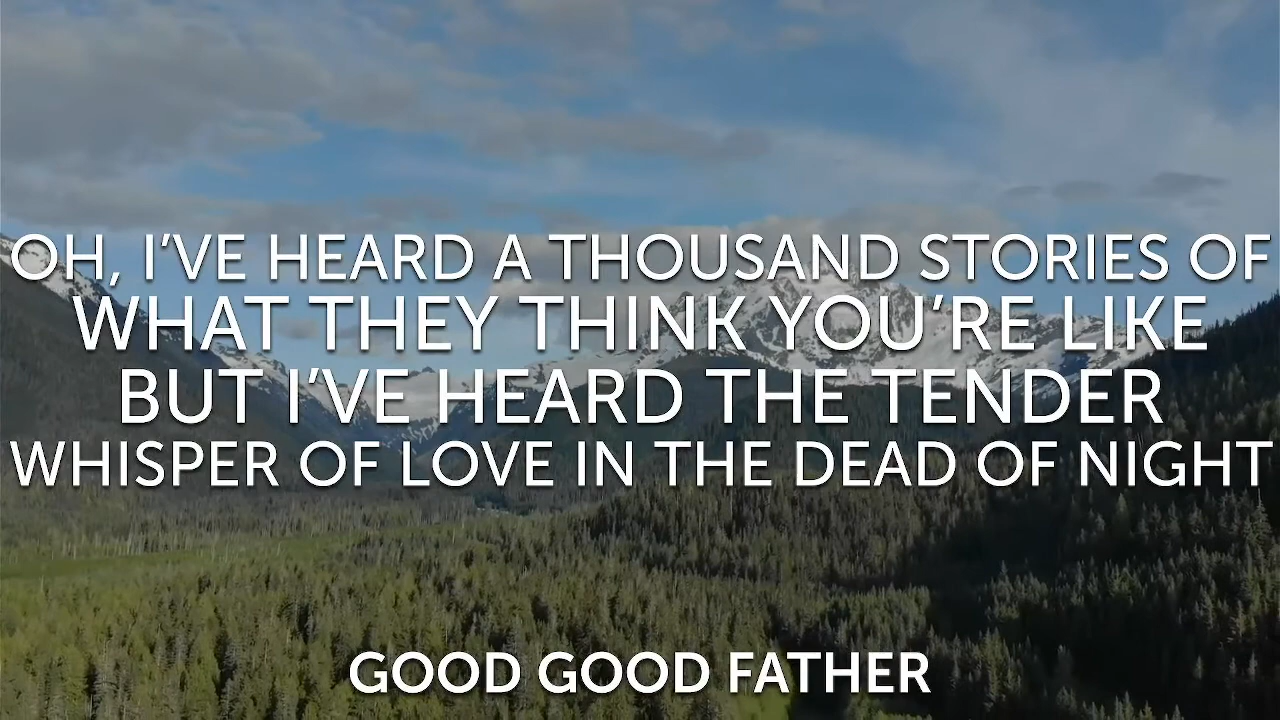 OH, I'VE HEARD A THOUSAND STORIES OF
WHAT THEY THINK YOU'RE LIKE
BUT I'VE HEARD THE TENDER
WHISPER OF LOVE IN THE DEAD OF NIGHT
GOOD GOOD FATHER